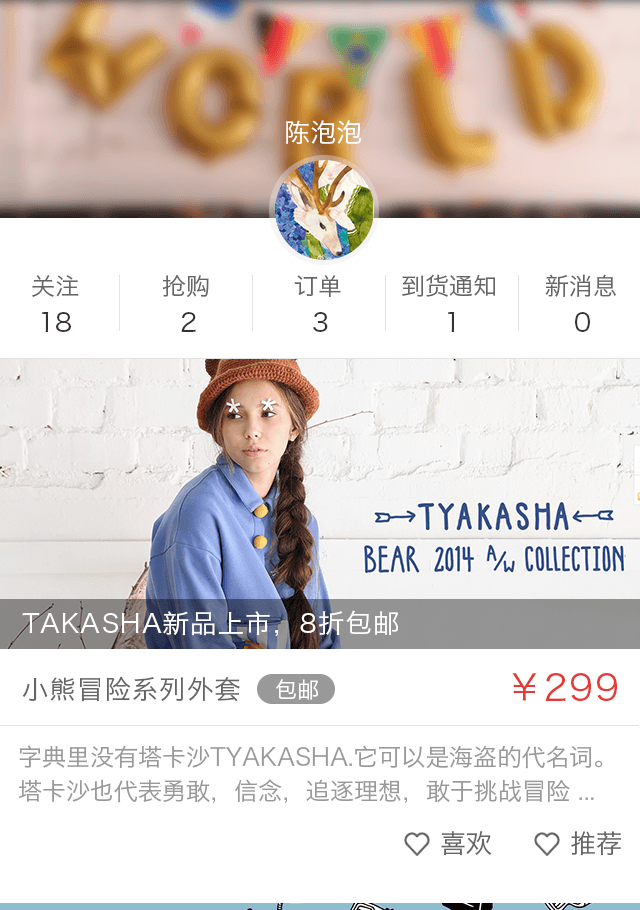 WORLD
陈泡泡
关注 抢购 订单 到货通知 新消息
18 2 3 1 0
TYAKASHA
BEAR 2014 A/W COLLECTION
TAKASHA新品上市，8折包邮
小熊冒险系列外套 包邮 ￥299
字典里没有塔卡沙TYAKASHA.它可以是海盗的代名词。
塔卡沙也代表勇敢，信念，追逐理想，敢于挑战冒险 ...
喜欢 推荐